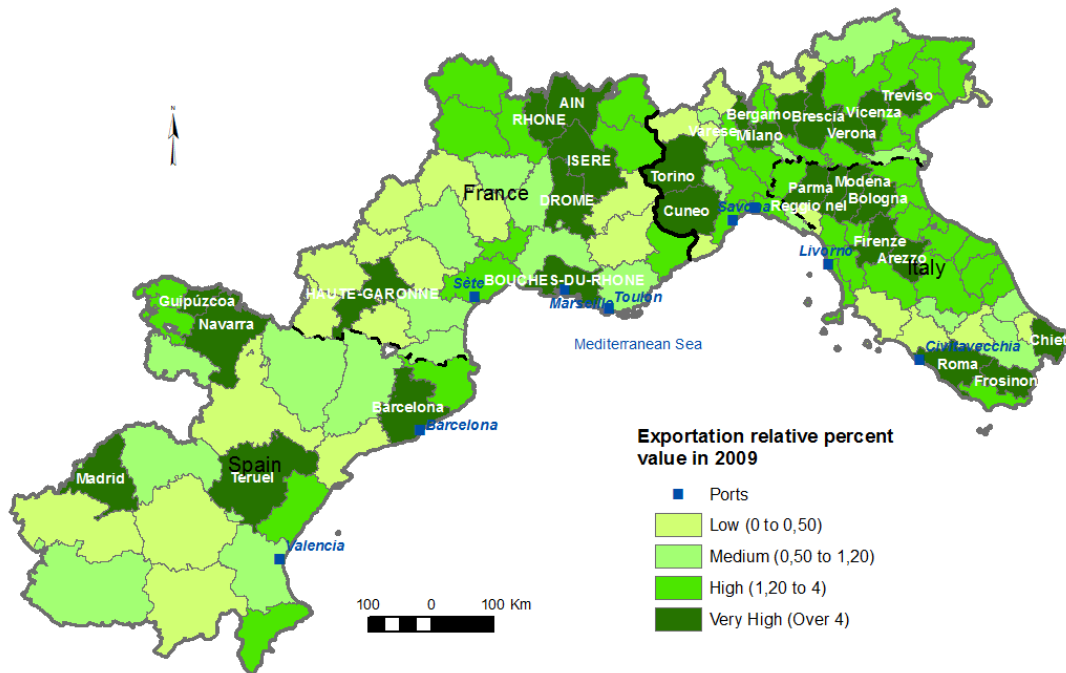 N
AIN
RHONE
ISERE
France
DROME
Torino
Cuneo
Varese
Bergamo
Milano
Brescia
Verona
Vicenza
Treviso
Parma
Reggio nel
Modena
Bologna
Savona
Firenze
Arezzo
Italy
Livorno
Civitavecchia
Roma
Frosinon
Chiet
BOUCHES-DU-RHONE
Marseille
Toulon
Sète
HAUTE-GARONNE
Guipúzcoa
Navarra
Mediterranean Sea
Barcelona
Barcelona
Spain
Teruel
Madrid
Valencia
100 0 100 Km
Exportation relative percent
value in 2009
Ports
Low (0 to 0,50)
Medium (0,50 to 1,20)
High (1,20 to 4)
Very High (Over 4)